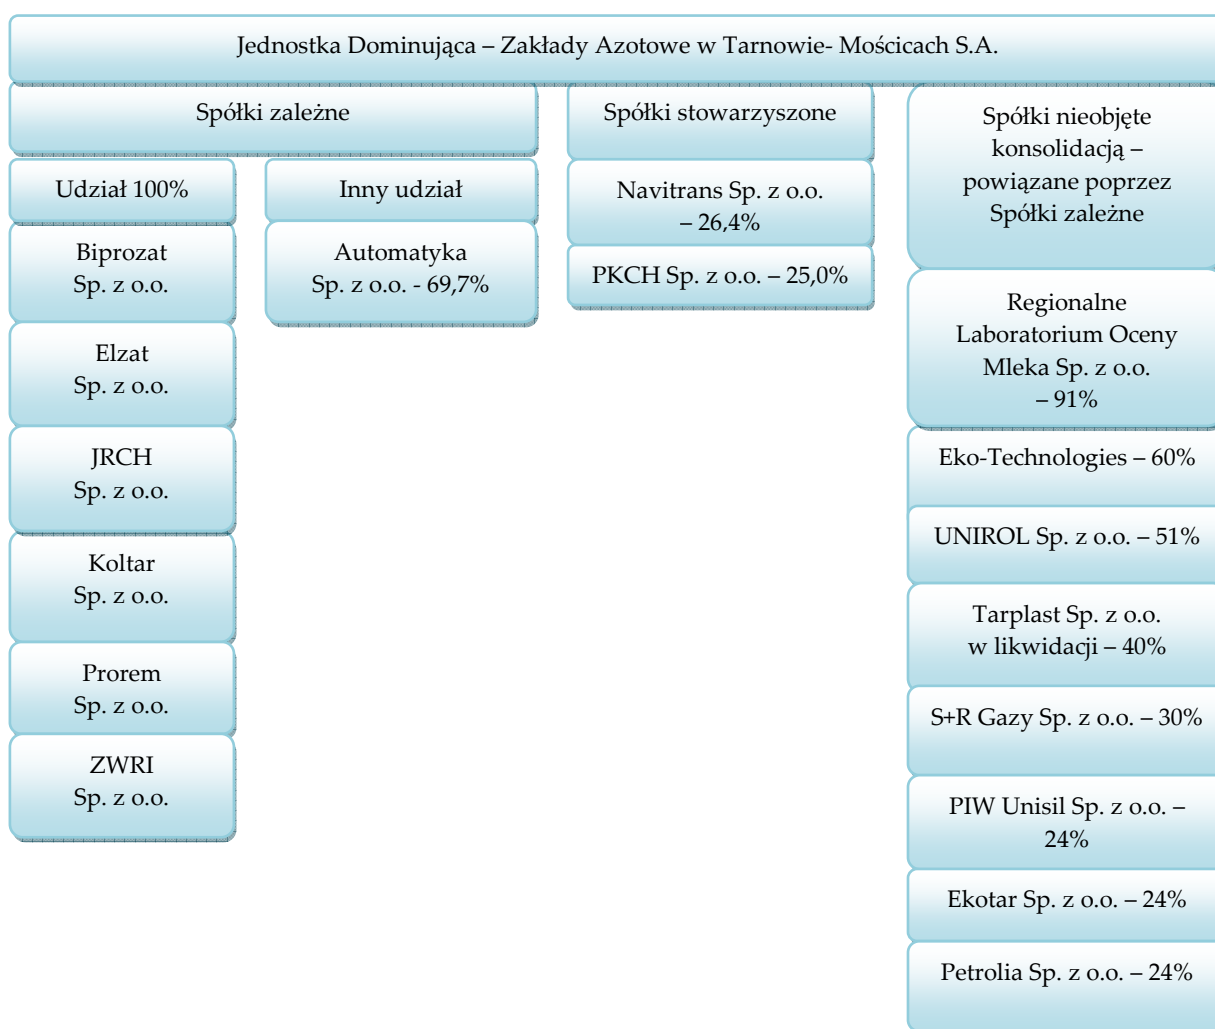 Jednostka Dominująca – Zakłady Azotowe w Tarnowie- Mościcach S.A.
Spółki zależne
Udział 100%
Biprozat
Sp. z o.o.
Elzat
Sp. z o.o.
JRCH
Sp. z o.o.
Koltar
Sp. z o.o.
Prorem
Sp. z o.o.
ZWRI
Sp. z o.o.
Inny udział
Automatyka
Sp. z o.o. - 69,7%
Spółki stowarzyszone
Navitrans Sp. z o.o.
– 26,4%
PKCH Sp. z o.o. – 25,0%
Spółki nieobjęte
konsolidacją –
powiązane poprzez
Spółki zależne
Regionalne
Laboratorium Oceny
Mleka Sp. z o.o.
– 91%
Eko-Technologies – 60%
UNIROL Sp. z o.o. – 51%
Tarplast Sp. z o.o.
w likwidacji – 40%
S+R Gazy Sp. z o.o. – 30%
PIW Unisil Sp. z o.o. –
24%
Ekotar Sp. z o.o. – 24%
Petrolia Sp. z o.o. – 24%